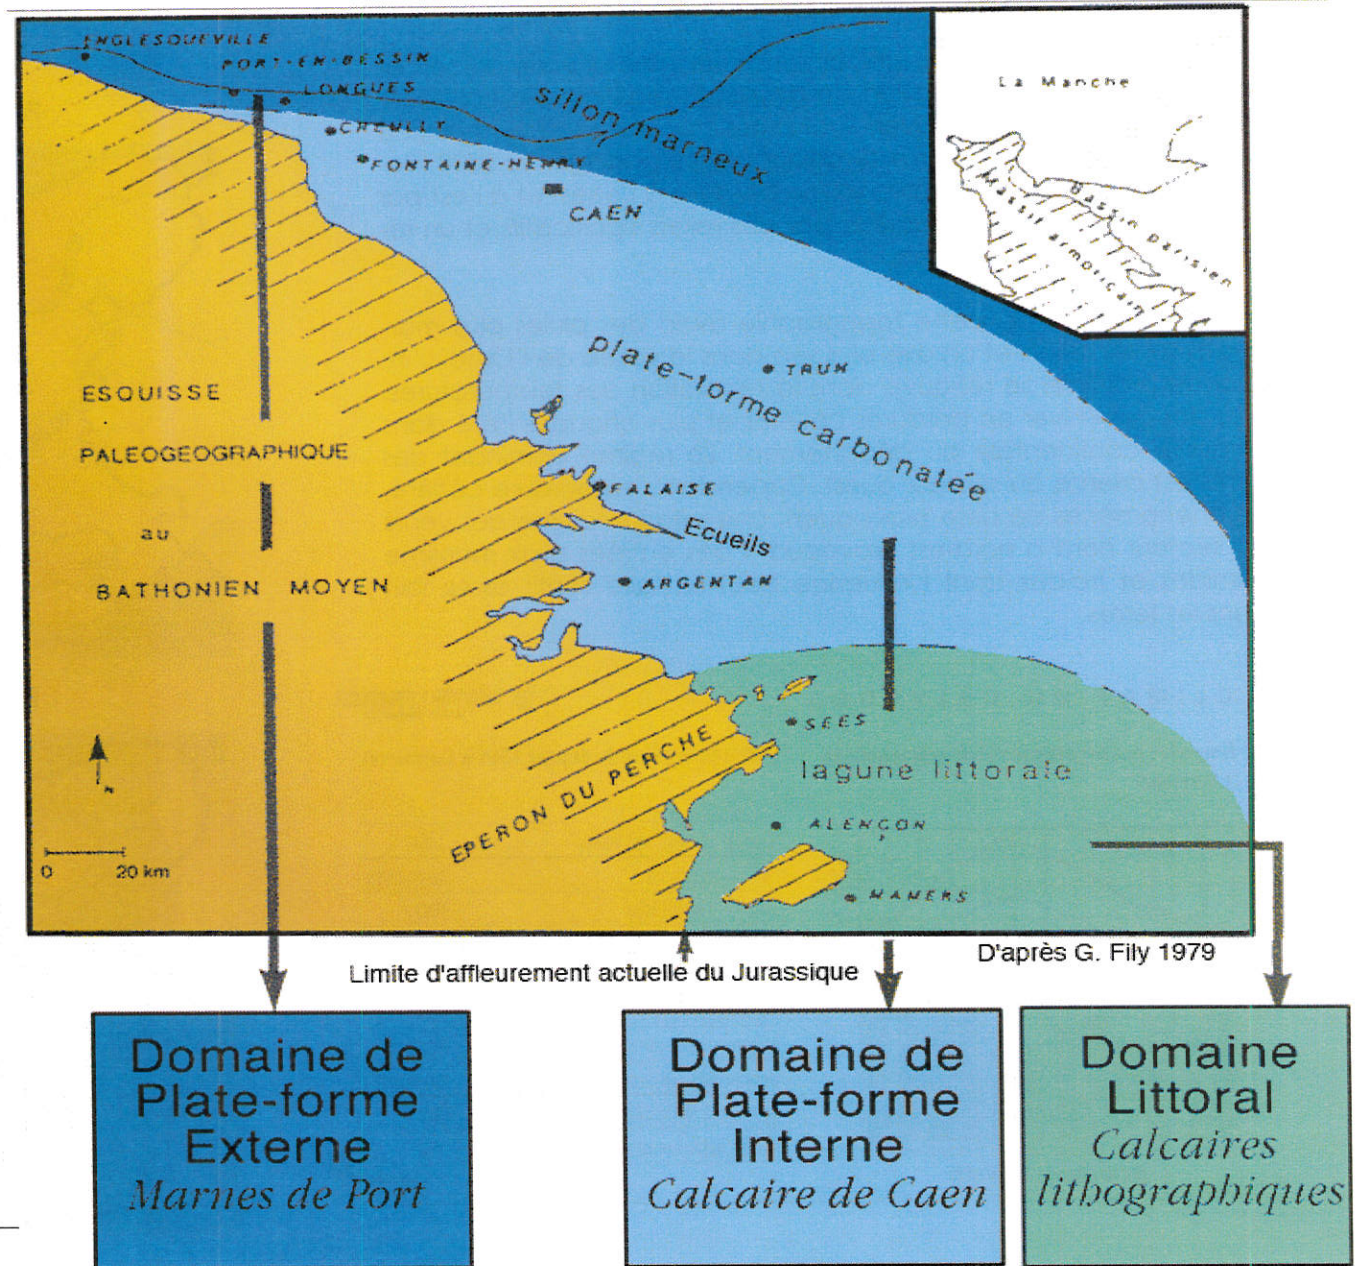 ENGLESQUEVILLE
PORT-EN-BESSIN
LONGUES
CREULLY
FONTAINE-HENRY
CAEN
Sillon marneux
La Manche
Bassin Parisien
Massif armoricain
plate-forme carbonatée
TRUN
ESQUISSE
PALEOGEOGRAPHIQUE
au
BATHONIEN MOYEN
FALAISE
Ecueils
ARGENTAN
SEES
lagune littorale
EPERON DU PERCHE
ALENÇON
MAMERS
N
0 20 km
Limite d'affleurement actuelle du Jurassique
D'après G. Fily 1979
Domaine de
Plate-forme
Externe
Marnes de Port
Domaine de
Plate-forme
Interne
Calcaire de Caen
Domaine
Littoral
Calcaires
lithographiques